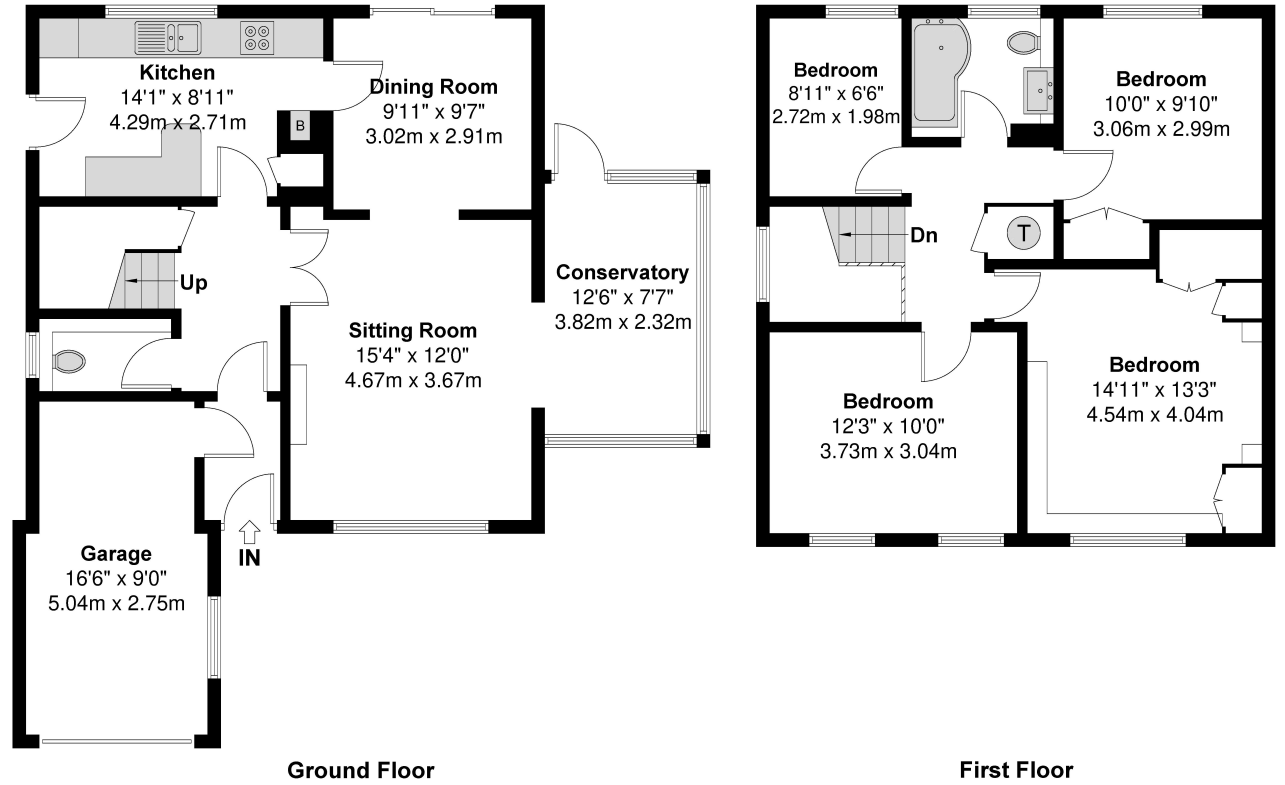 Kitchen
14'1" x 8'11"
4.29m x 2.71m
Dining Room
9'11" x 9'7"
3.02m x 2.91m
B
Up
Conservatory
12'6" x 7'7"
3.82m x 2.32m
Sitting Room
15'4" x 12'0"
4.67m x 3.67m
IN
Garage
16'6" x 9'0"
5.04m x 2.75m
Ground Floor
Bedroom
8'11" x 6'6"
2.72m x 1.98m
Bedroom
10'0" x 9'10"
3.06m x 2.99m
Dn
T
Bedroom
14'11" x 13'3"
4.54m x 4.04m
Bedroom
12'3" x 10'0"
3.73m x 3.04m
First Floor